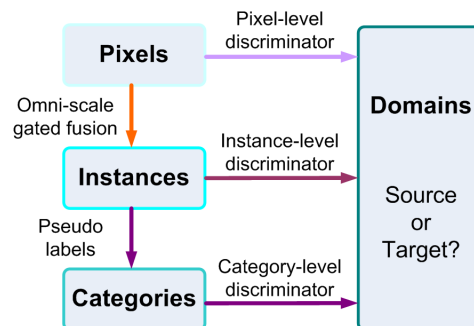 Pixel-level
discriminator
Pixels
Domains
Omni-scale
gated fusion
Instance-level
discriminator
Instances
Source
or
Target?
Pseudo
labels
Category-level
discriminator
Categories